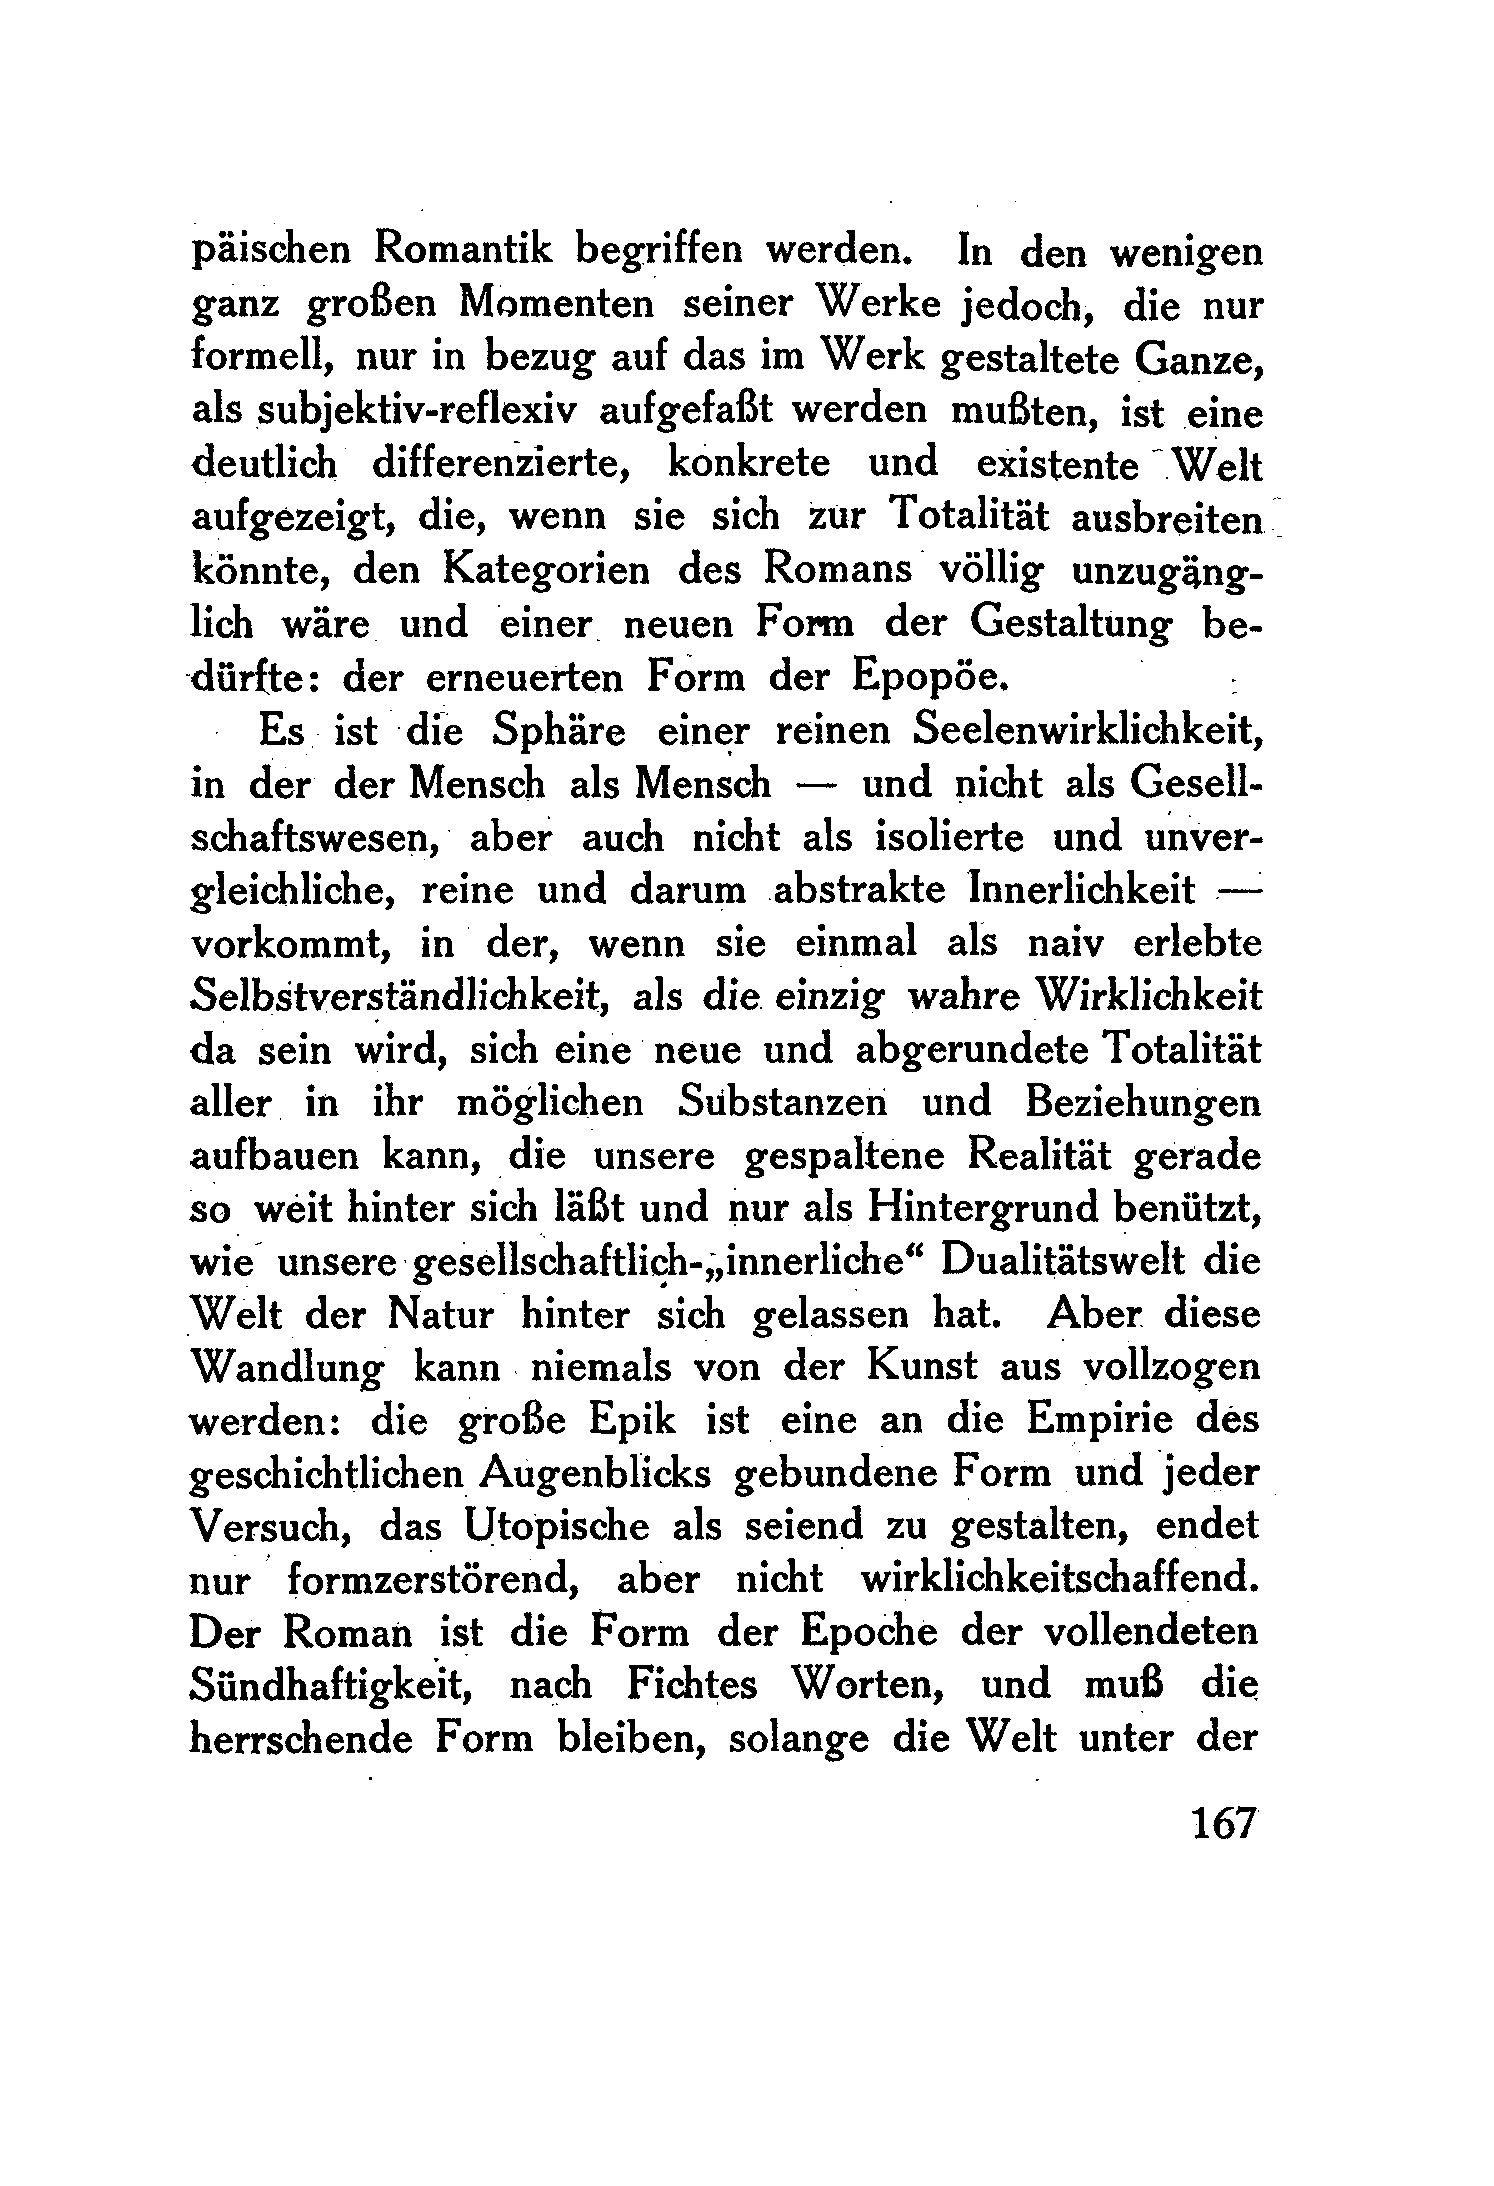 päischen Romantik begriffen werden. In den wenigen
ganz großen Momenten seiner Werke jedoch, die nur
formell, nur in bezug auf das im Werk gestaltete Ganze,
als subjektiv-reflexiv aufgefaßt werden mußten, ist eine
deutlich differenzierte, konkrete und existente Welt
aufgezeigt, die, wenn sie sich zur Totalität ausbreiten
könnte, den Kategorien des Romans völlig unzugäng-
lich wäre und einer neuen Form der Gestaltung be-
dürfte: der erneuerten Form der Epopöe.
Es ist die Sphäre einer reinen Seelenwirklichkeit,
in der der Mensch als Mensch — und nicht als Gesell-
schaftswesen, aber auch nicht als isolierte und unver-
gleichliche, reine und darum abstrakte Innerlichkeit —
vorkommt, in der, wenn sie einmal als naiv erlebte
Selbstverständlichkeit, als die einzig wahre Wirklichkeit
da sein wird, sich eine neue und abgerundete Totalität
aller in ihr möglichen Substanzen und Beziehungen
aufbauen kann, die unsere gespaltene Realität gerade
so weit hinter sich läßt und nur als Hintergrund benützt,
wie unsere gesellschaftlich-„innerliche“ Dualitätswelt die
Welt der Natur hinter sich gelassen hat. Aber diese
Wandlung kann niemals von der Kunst aus vollzogen
werden: die große Epik ist eine an die Empirie des
geschichtlichen Augenblicks gebundene Form und jeder
Versuch, das Utopische als seiend zu gestalten, endet
nur formzerstörend, aber nicht wirklichkeitschaffend.
Der Roman ist die Form der Epoche der vollendeten
Sündhaftigkeit, nach Fichtes Worten, und muß die
herrschende Form bleiben, solange die Welt unter der
167